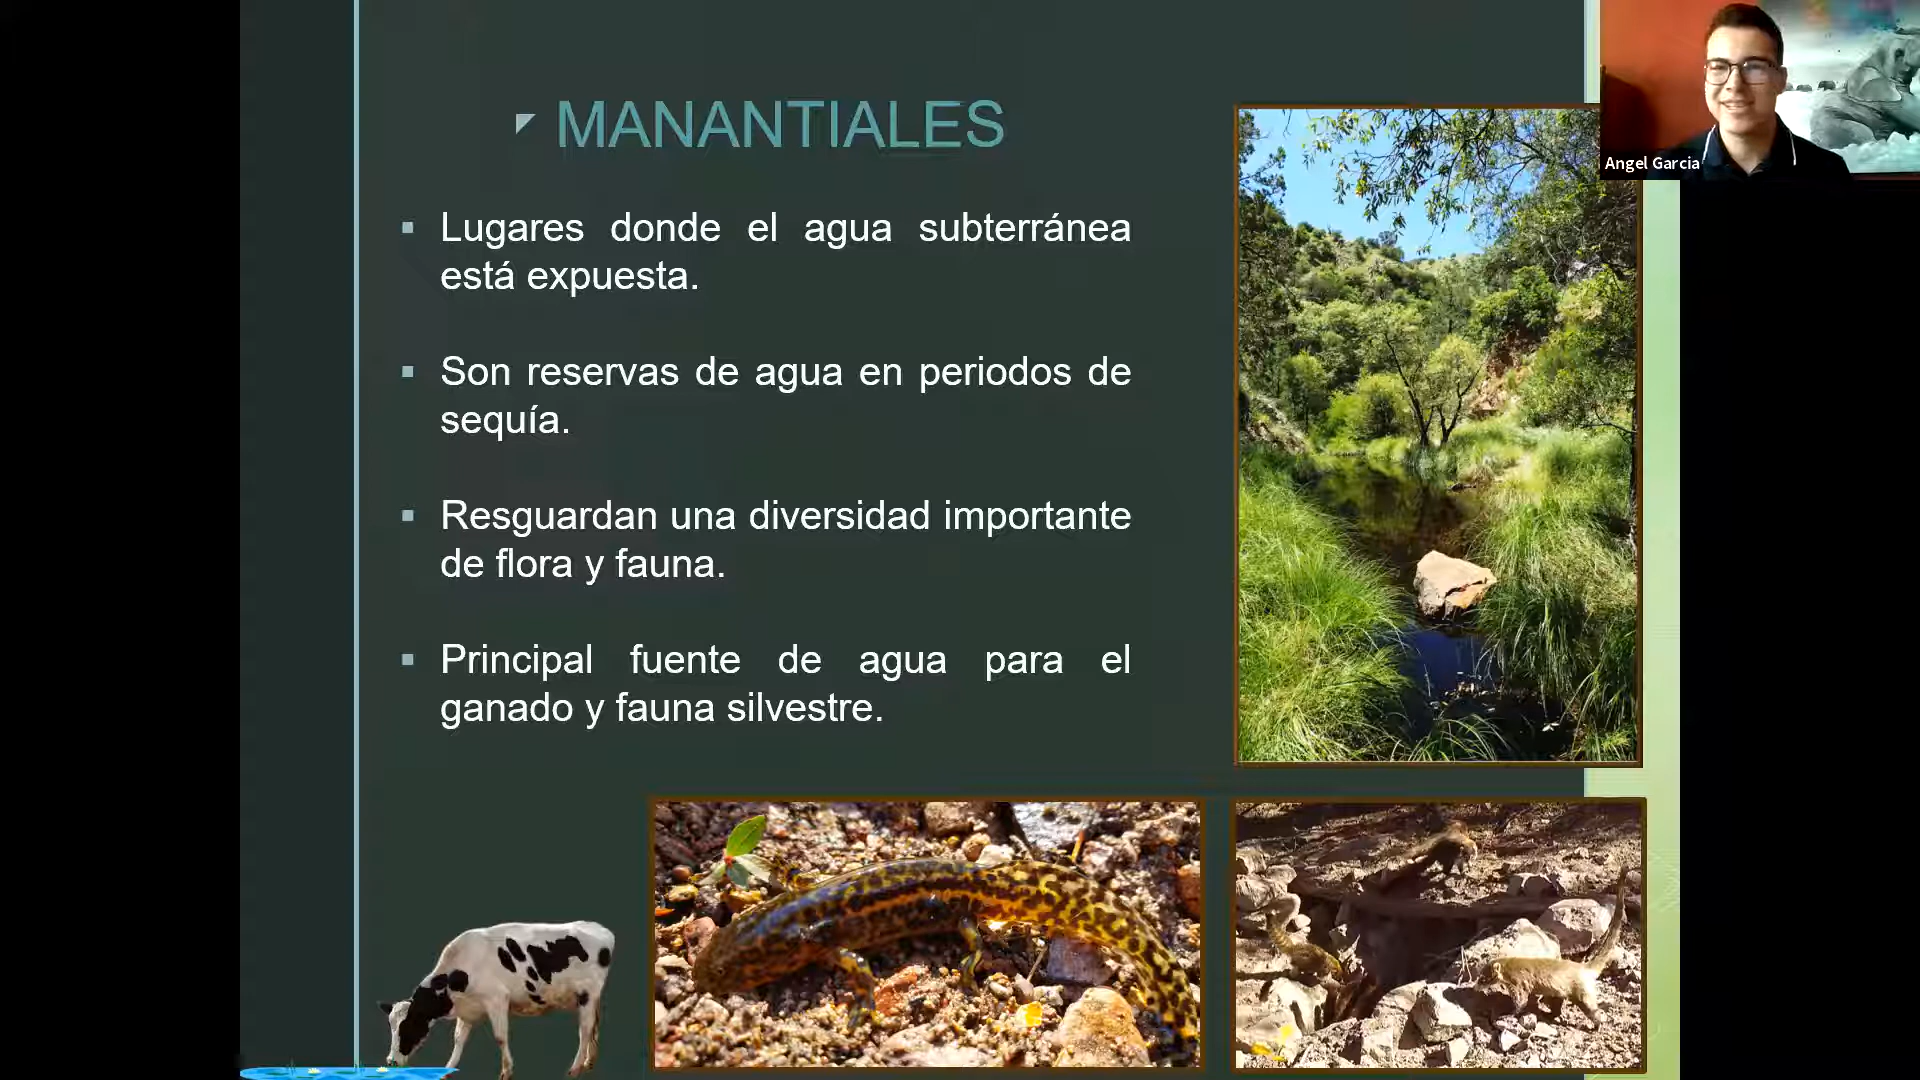 MANANTIALES
Lugares donde el agua subterránea
está expuesta.
Son reservas de agua en periodos de
sequía.
Resguardan una diversidad importante
de flora y fauna.
Principal fuente de agua para el
ganado y fauna silvestre.
Angel Garcia